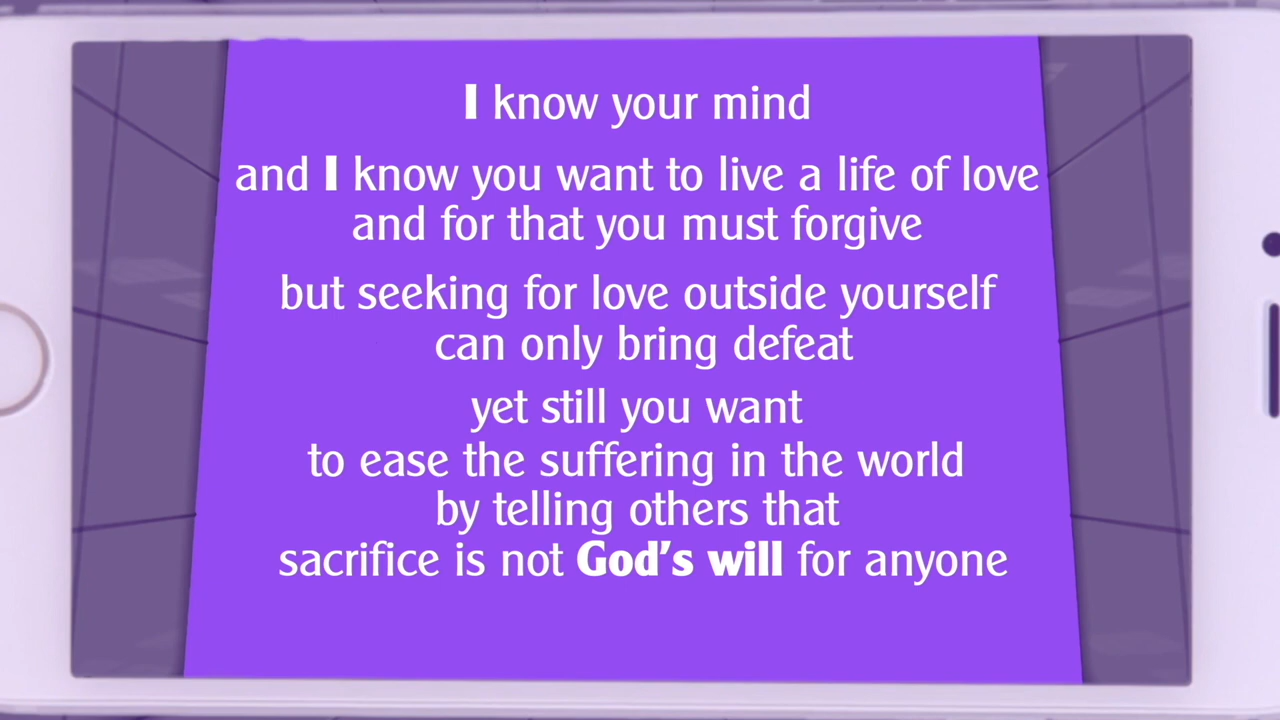 I know your mind
and I know you want to live a life of love
and for that you must forgive
but seeking for love outside yourself
can only bring defeat
yet still you want
to ease the suffering in the world
by telling others that
sacrifice is not God's will for anyone